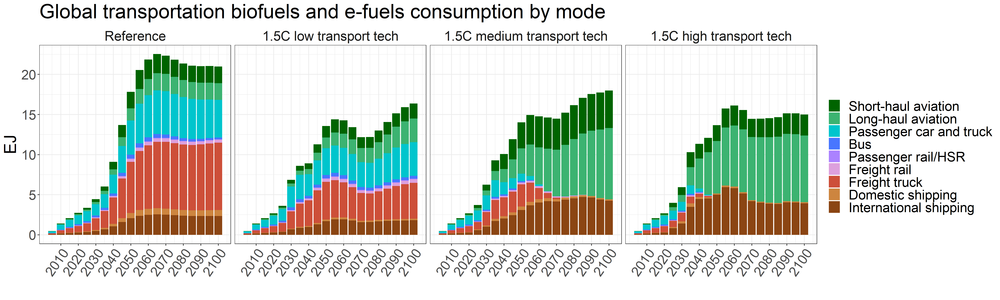 Global transportation biofuels and e-fuels consumption by mode
Reference
1.5C low transport tech
1.5C medium transport tech
1.5C high transport tech
EJ
20
15
10
5
0
2010 2020 2030 2040 2050 2060 2070 2080 2090 2100
2010 2020 2030 2040 2050 2060 2070 2080 2090 2100
2010 2020 2030 2040 2050 2060 2070 2080 2090 2100
2010 2020 2030 2040 2050 2060 2070 2080 2090 2100
Short-haul aviation
Long-haul aviation
Passenger car and truck
Bus
Passenger rail/HSR
Freight rail
Freight truck
Domestic shipping
International shipping